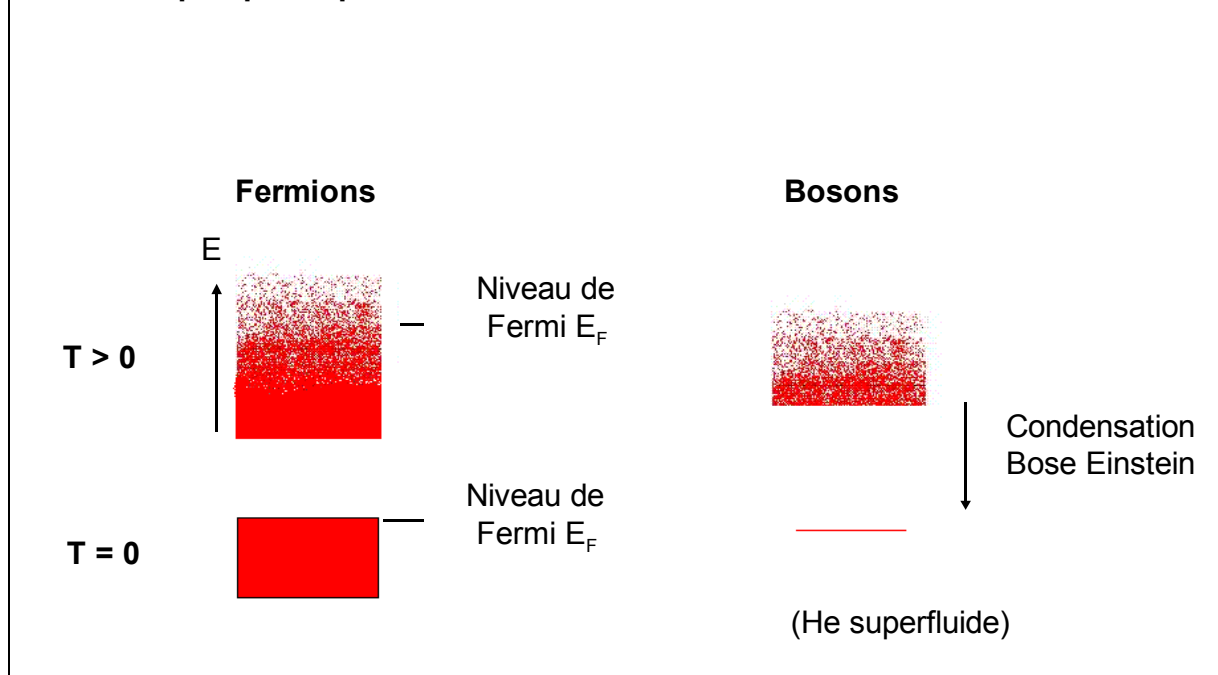 Fermions
Bosons
E
Niveau de
Fermi E_F
T > 0
Condensation
Bose Einstein
Niveau de
Fermi E_F
T = 0
(He superfluide)